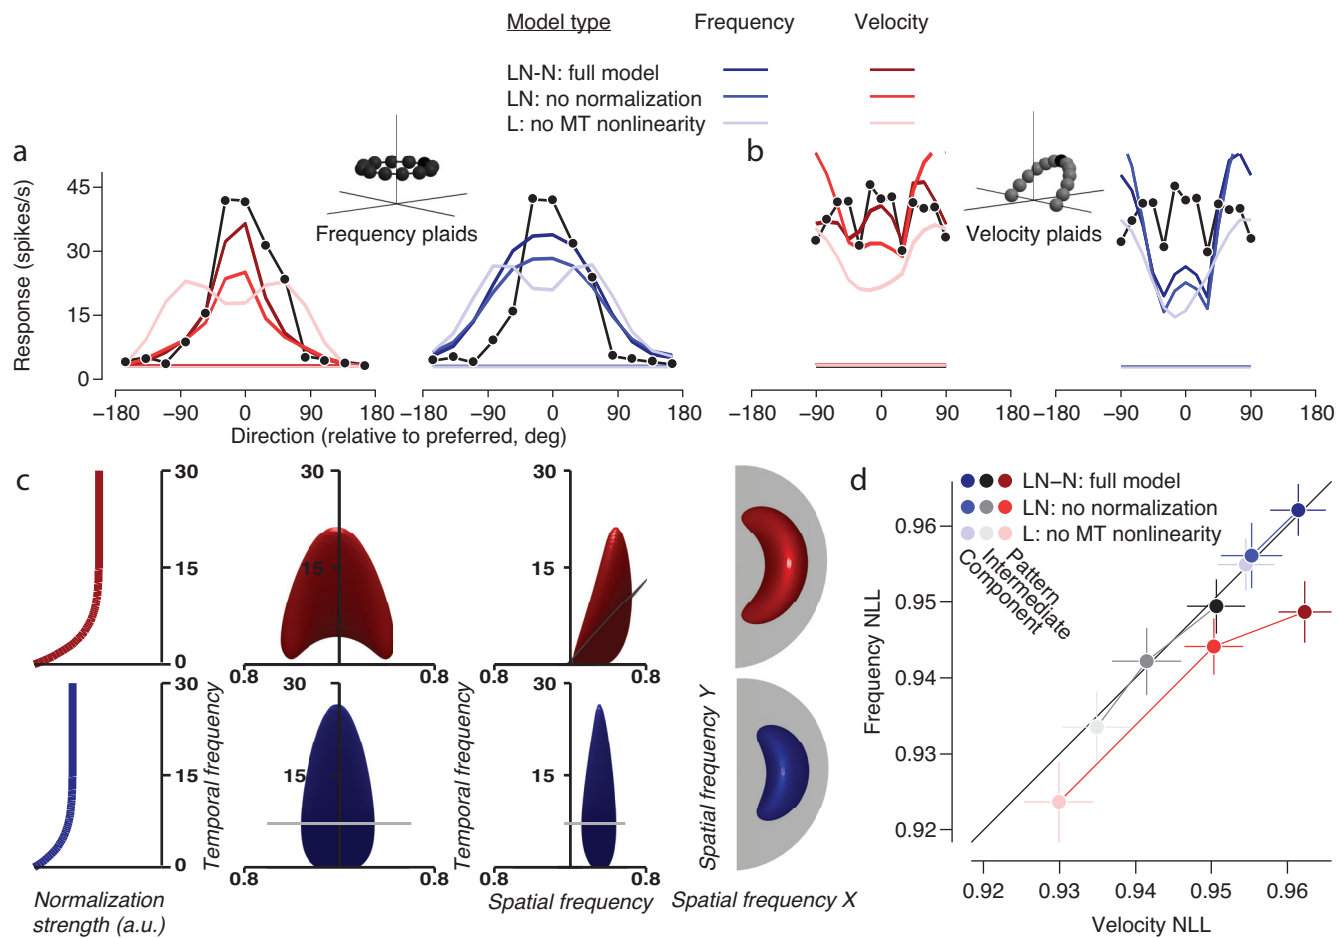 Model type Frequency Velocity
LN-N: full model
LN: no normalization
L: no MT nonlinearity
a
b
Response (spikes/s)
45
30
15
0
Frequency plaids
Velocity plaids
−180 −90 0 90 180
−180 −90 0 90 180
−180 −90 0 90 180
−180 −90 0 90 180
Direction (relative to preferred, deg)
c
30
15
0
30
15
0.8 0.8
30
15
0.8
30
15
0
Normalization
strength (a.u.)
Temporal frequency
30
15
0.8 0.8
Temporal frequency
30
15
Spatial frequency
Spatial frequency Y
Spatial frequency X
d
LN−N: full model
LN: no normalization
L: no MT nonlinearity
Pattern
Intermediate
Component
Frequency NLL
0.96
0.95
0.94
0.93
0.92
0.92 0.93 0.94 0.95 0.96
Velocity NLL